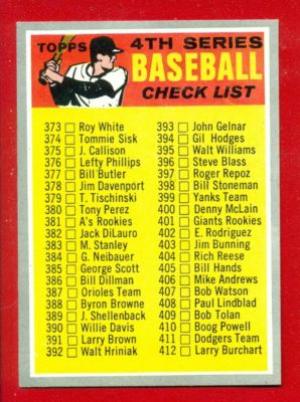 TOPPS
4TH SERIES
BASEBALL
CHECK LIST
373 Roy White
374 Tommie Sisk
375 J. Callison
376 Lefty Phillips
377 Bill Butler
378 Jim Davenport
379 T. Tischinski
380 Tony Perez
381 A's Rookies
382 Jack DiLauro
383 M. Stanley
384 G. Neibauer
385 George Scott
386 Bill Dillman
387 Orioles Team
388 Byron Browne
389 J. Shellenback
390 Willie Davis
391 Larry Brown
392 Walt Hriniak
393 John Gelnar
394 Gil Hodges
395 Walt Williams
396 Steve Blass
397 Roger Repoz
398 Bill Stoneman
399 Yanks Team
400 Denny McLain
401 Giants Rookies
402 E. Rodriguez
403 Jim Bunning
404 Rich Reese
405 Bill Hands
406 Mike Andrews
407 Bob Watson
408 Paul Lindblad
409 Bob Tolan
410 Boog Powell
411 Dodgers Team
412 Larry Burchart